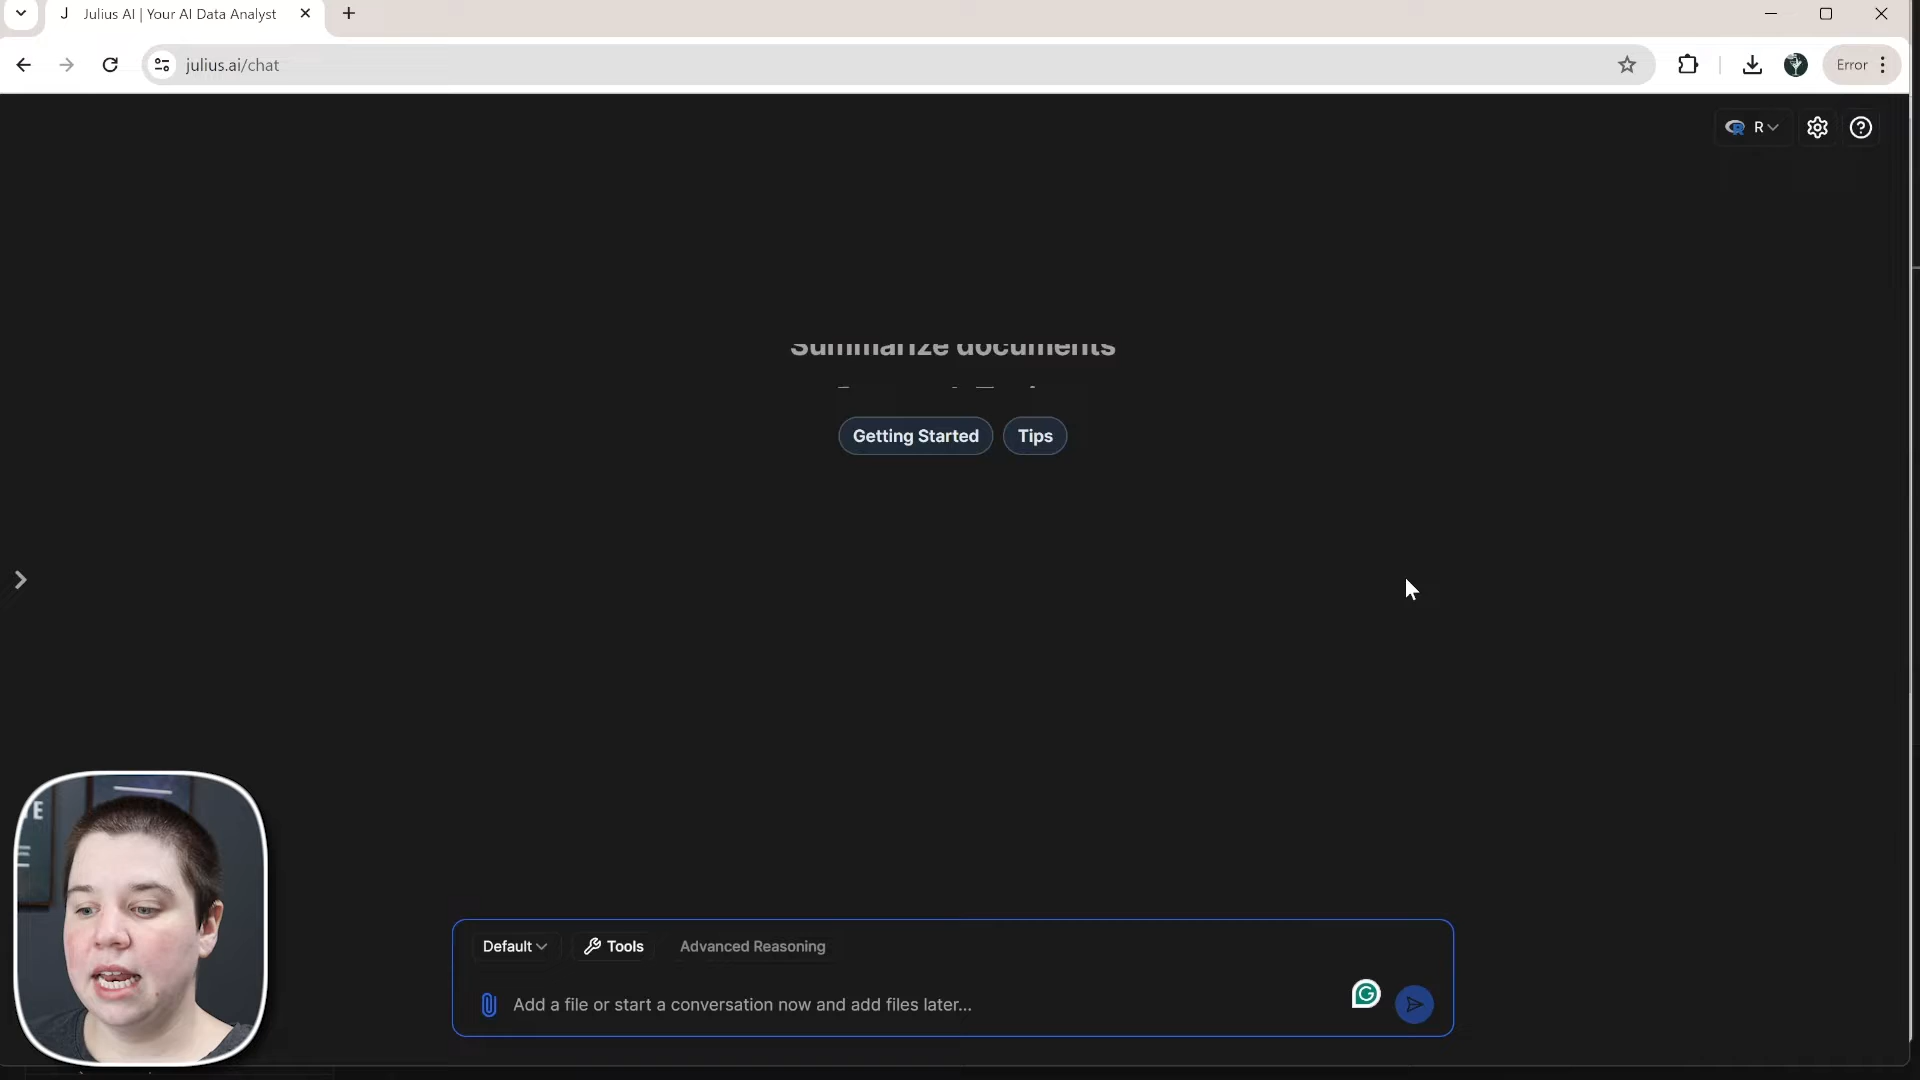 Julius AI | Your AI Data Analyst
julius.ai/chat
Error
R
Summarize documents
Getting Started
Tips
Default
Tools
Advanced Reasoning
Add a file or start a conversation now and add files later...